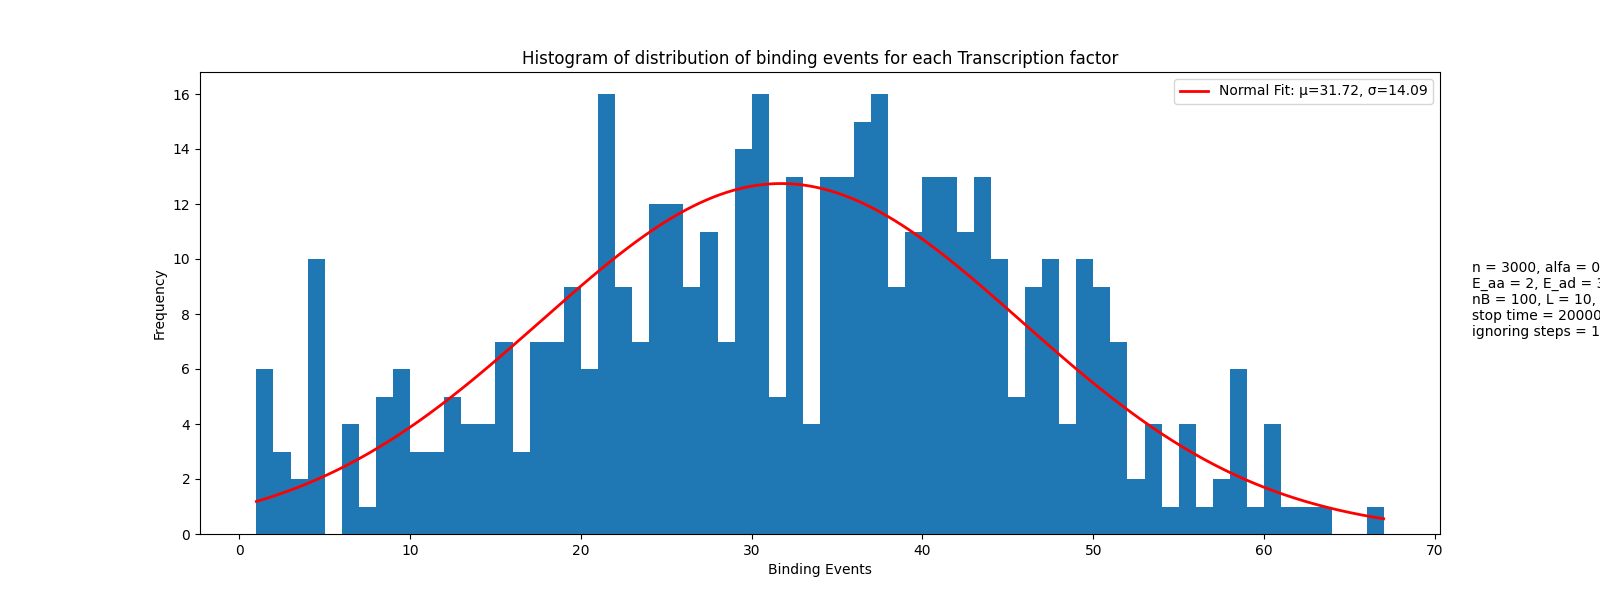 Histogram of distribution of binding events for each Transcription factor
Normal Fit: μ=31.72, σ=14.09
16
14
12
10
8
6
4
2
0
Frequency
0 10 20 30 40 50 60 70
Binding Events
n = 3000, alfa = 0
E_aa = 2, E_ad =
nB = 100, L = 10,
stop time = 20000
ignoring steps = 1